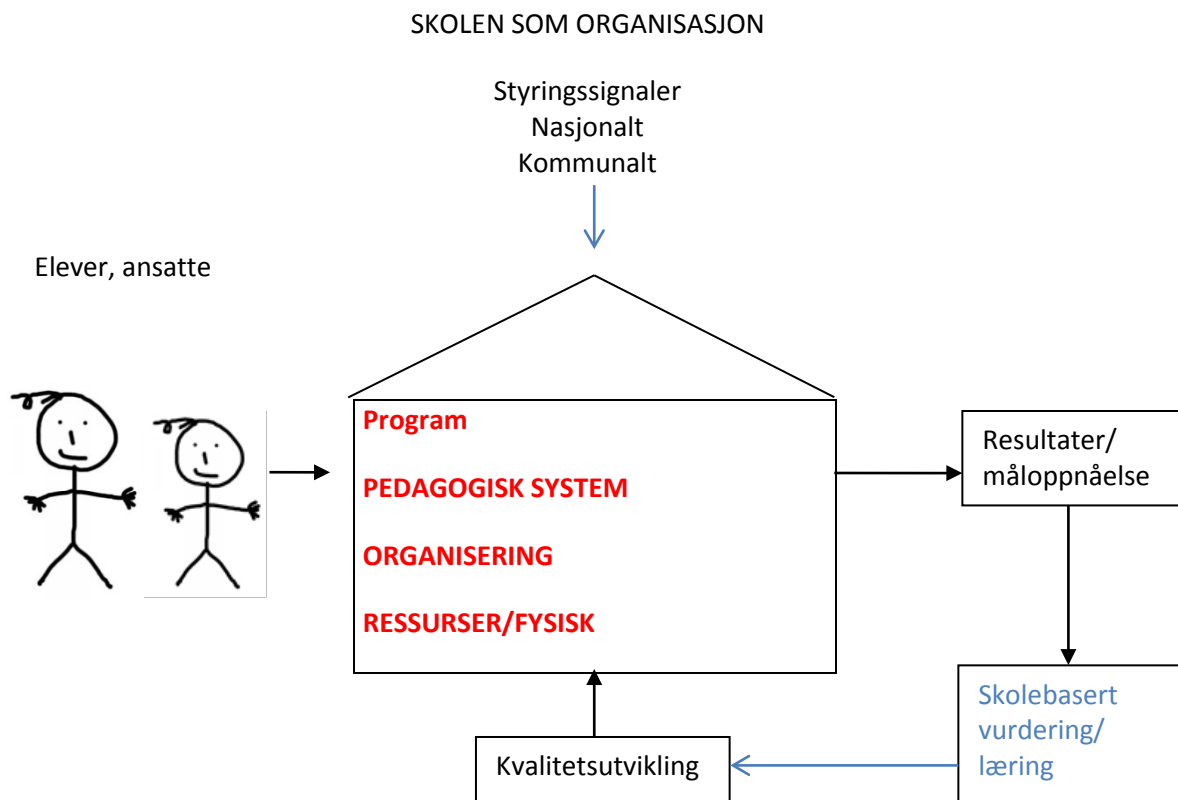 SKOLEN SOM ORGANISASJON
Styringssignaler
Nasjonalt
Kommunalt
Elever, ansatte
Program
PEDAGOGISK SYSTEM
ORGANISERING
RESSURSER/FYSISK
Resultater/
måloppnåelse
Skolebasert
vurdering/
læring
Kvalitetsutvikling